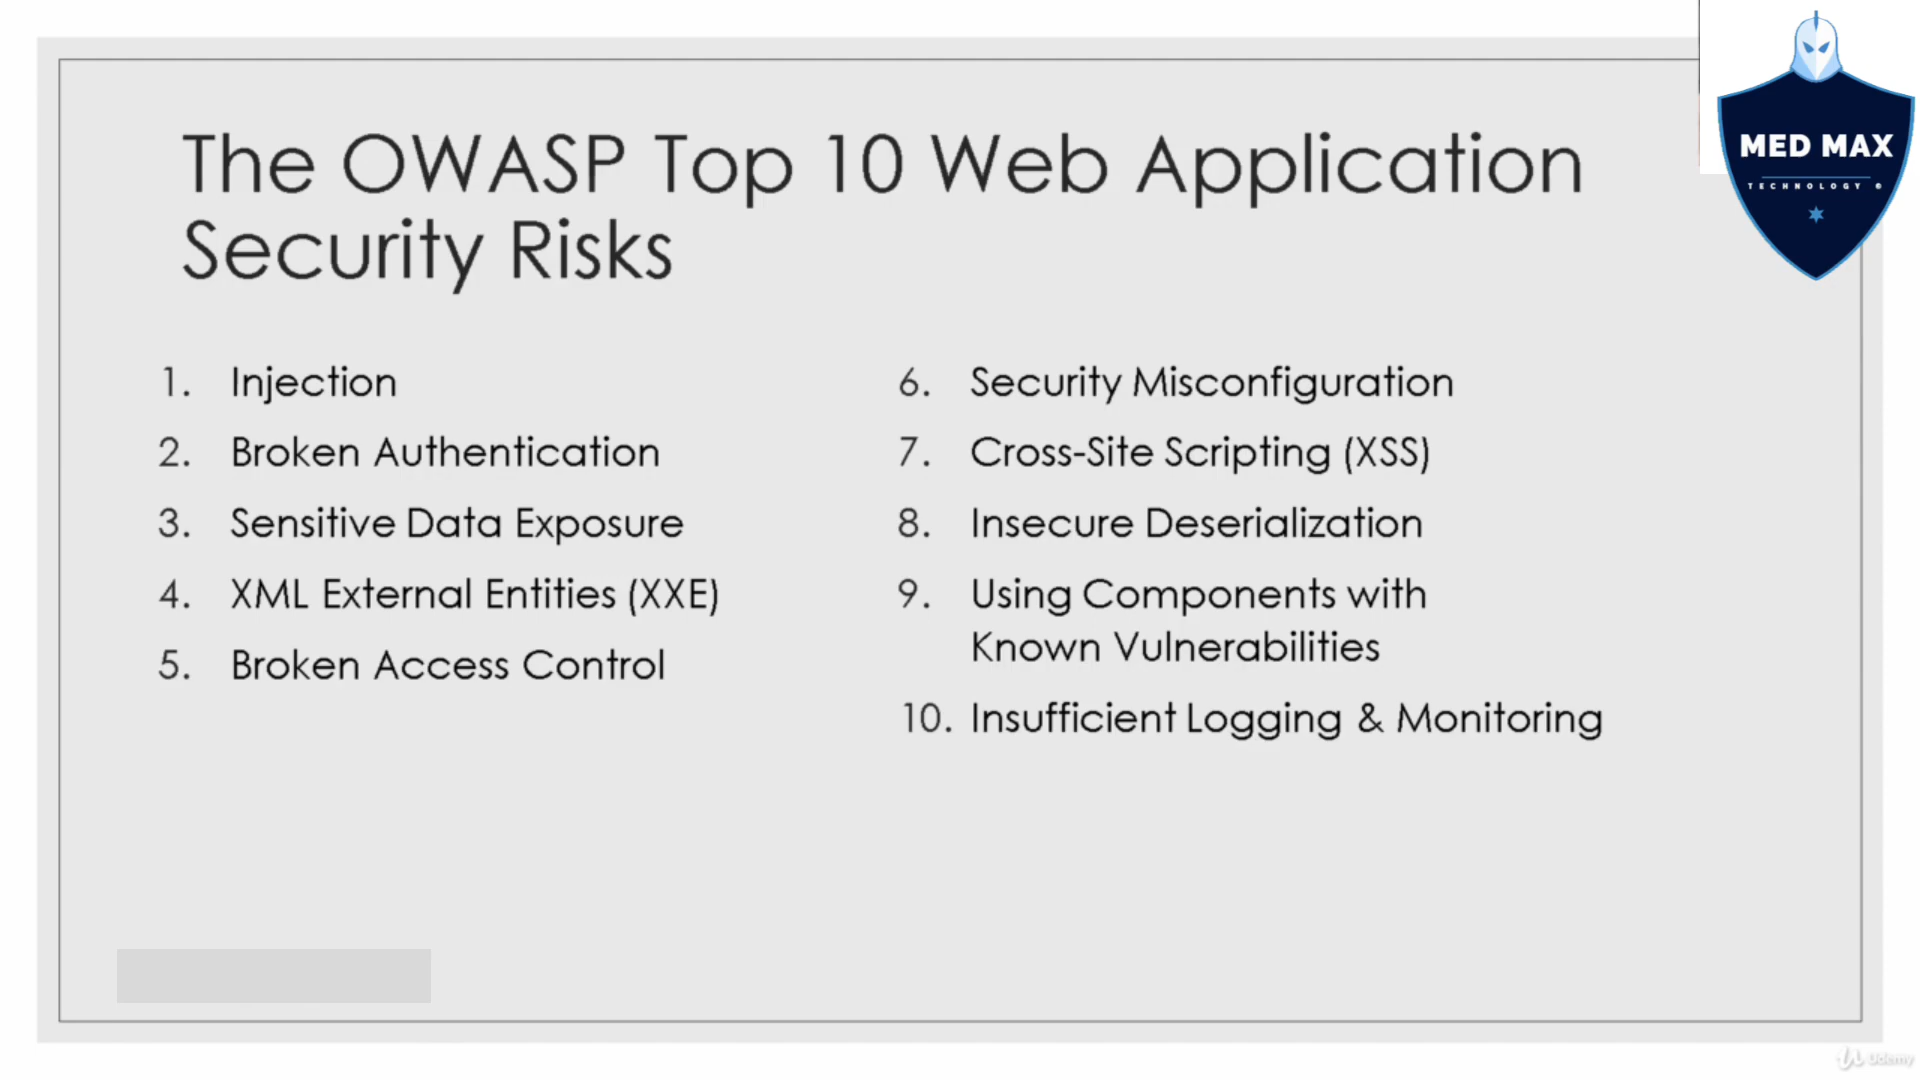 The OWASP Top 10 Web Application
Security Risks
1. Injection
2. Broken Authentication
3. Sensitive Data Exposure
4. XML External Entities (XXE)
5. Broken Access Control
6. Security Misconfiguration
7. Cross-Site Scripting (XSS)
8. Insecure Deserialization
9. Using Components with
Known Vulnerabilities
10. Insufficient Logging & Monitoring
MED MAX
TECHNOLOGY ©
Udemy